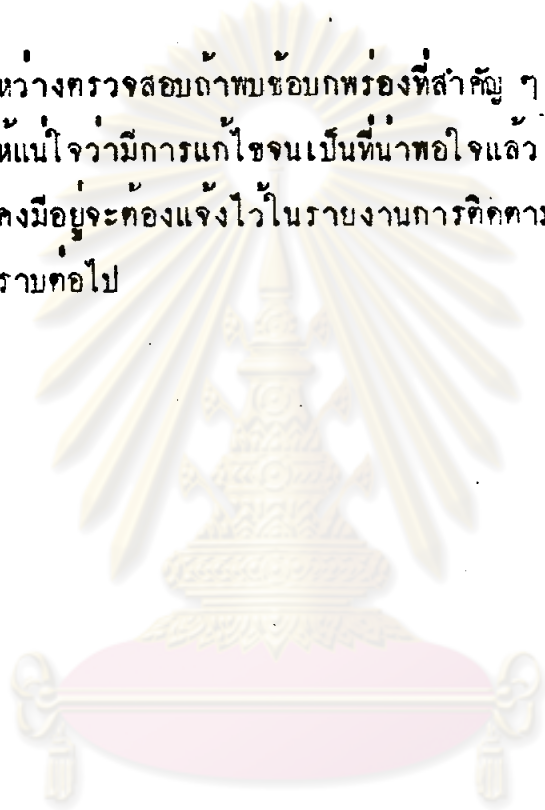 หว่างตรวจสอบถ้าพบข้อบกพร่องที่สำคัญ ๆ
ห้แน่ใจว่ามีการแก้ไขจนเป็นที่น่าพอใจแล้ว
คงมีอยู่จะต้องแจ้งไว้ในรายงานการติดตาม
ราบต่อไป